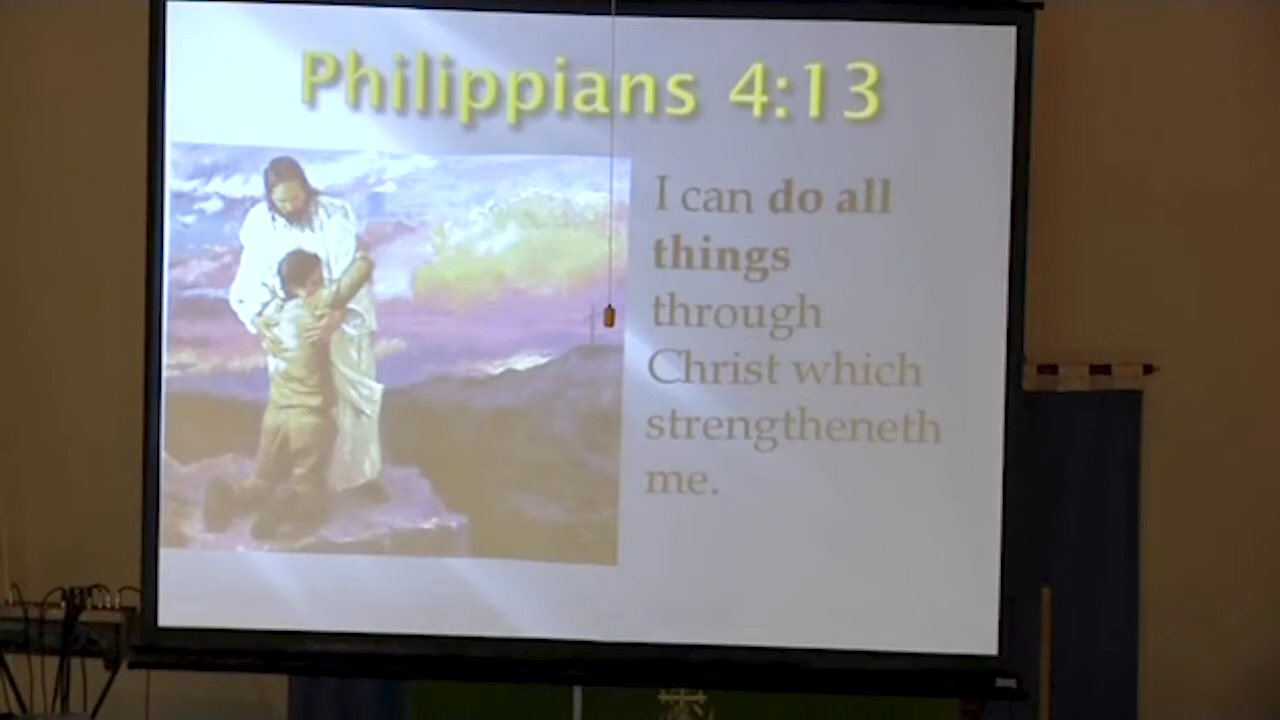 Philippians 4:13
I can do all
things
through
Christ which
strengtheneth
me.